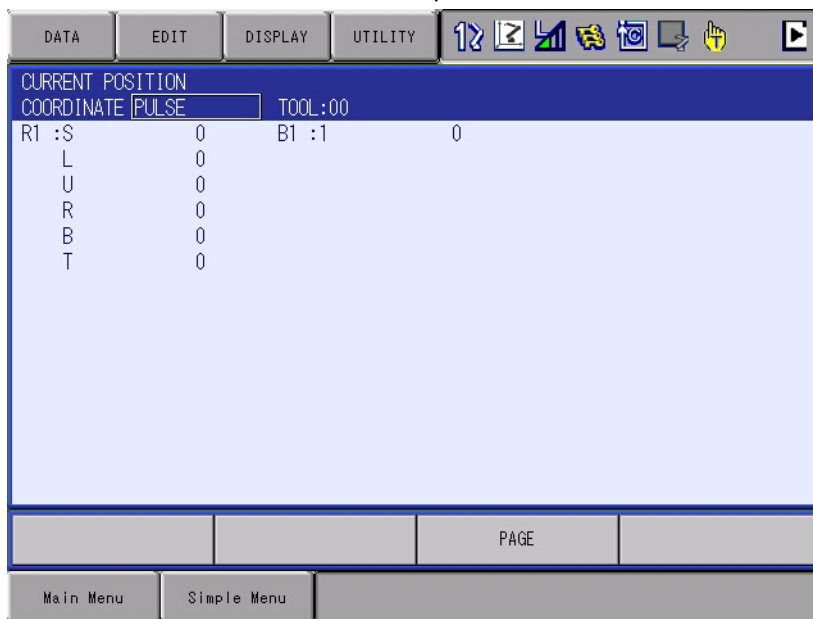 DATA EDIT DISPLAY UTILITY
CURRENT POSITION
COORDINATE PULSE TOOL:00
R1 :S 0 B1 :1 0
L 0
U 0
R 0
B 0
T 0
PAGE
Main Menu Simple Menu